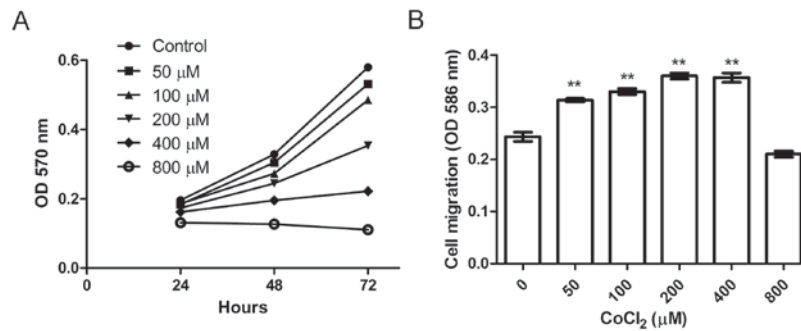 A
Control
50 μM
100 μM
200 μM
400 μM
800 μM
0.6
0.4
0.2
0.0
OD 570 nm
0 24 48 72
Hours
B
0.4
0.3
0.2
0.1
0.0
Cell migration (OD 586 nm)
** ** ** **
0 50 100 200 400 800
CoCl₂ (μM)